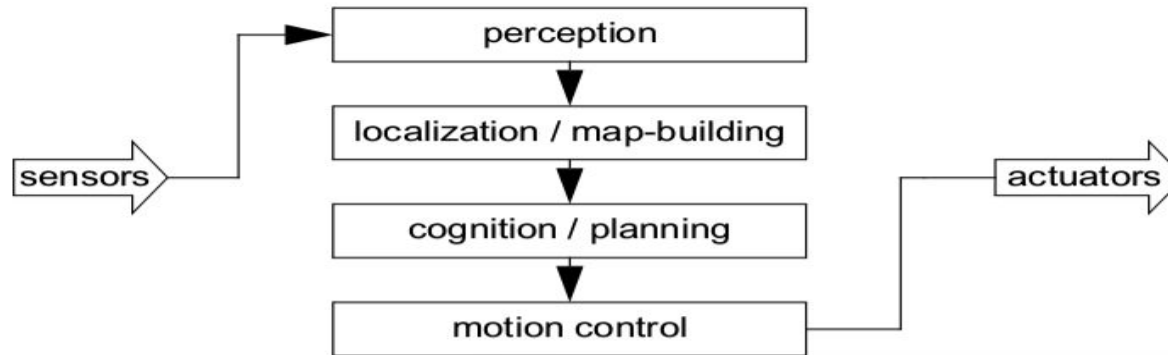 perception
localization / map-building
sensors
actuators
cognition / planning
motion control